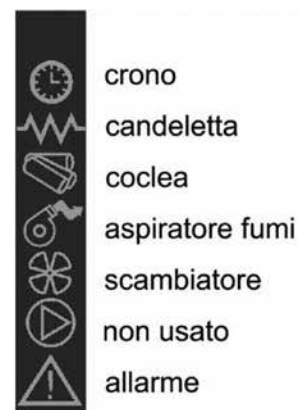 crono
candeletta
coclea
aspiratore fumi
scambiatore
non usato
allarme